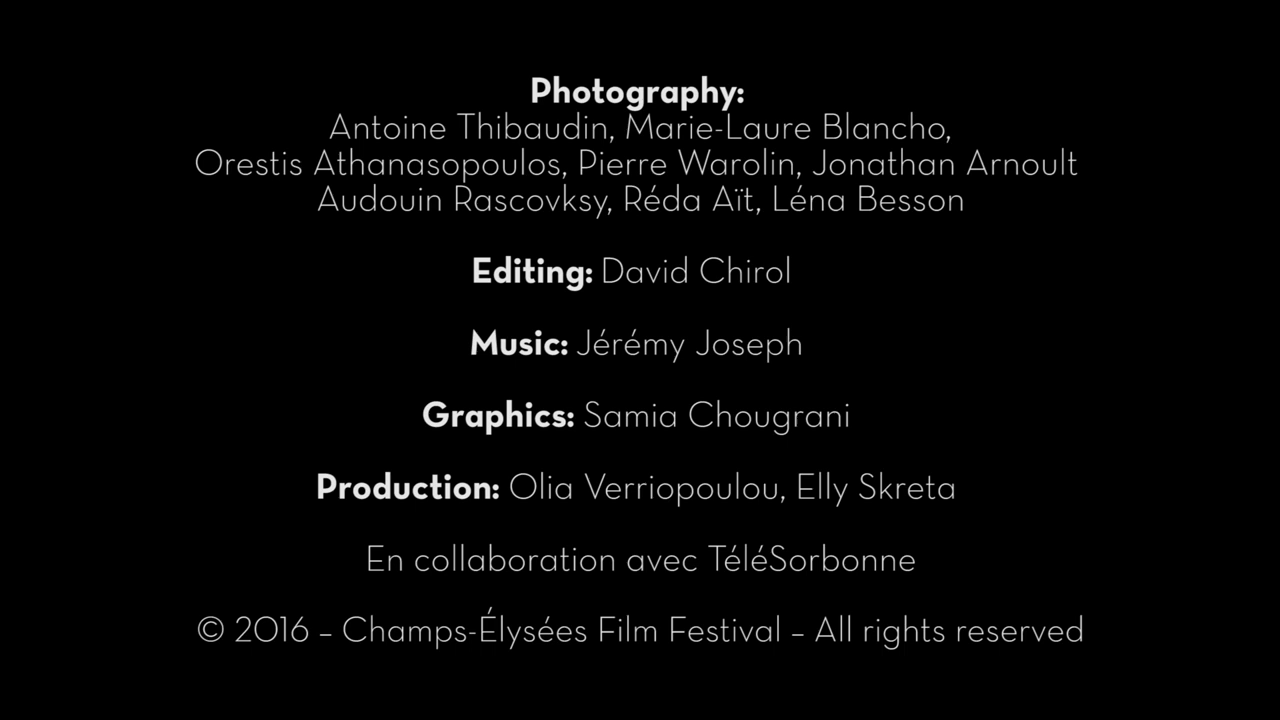 Photography:
Antoine Thibaudin, Marie-Laure Blancho,
Orestis Athanasopoulos, Pierre Warolin, Jonathan Arnoult
Audouin Rascovksy, Réda Aït, Léna Besson
Editing: David Chirol
Music: Jérémy Joseph
Graphics: Samia Chougrani
Production: Olia Verriopoulou, Elly Skreta
En collaboration avec TéléSorbonne
© 2016 – Champs-Élysées Film Festival – All rights reserved